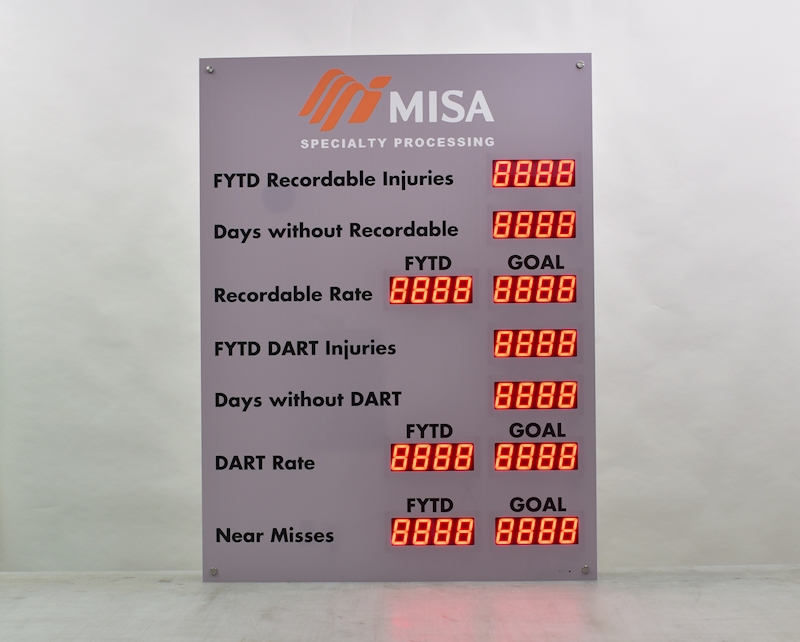 MISA
SPECIALTY PROCESSING
FYTD Recordable Injuries 8888
Days without Recordable 8888
FYTD GOAL
Recordable Rate 8888 8888
FYTD DART Injuries 8888
Days without DART 8888
FYTD GOAL
DART Rate 8888 8888
FYTD GOAL
Near Misses 8888 8888